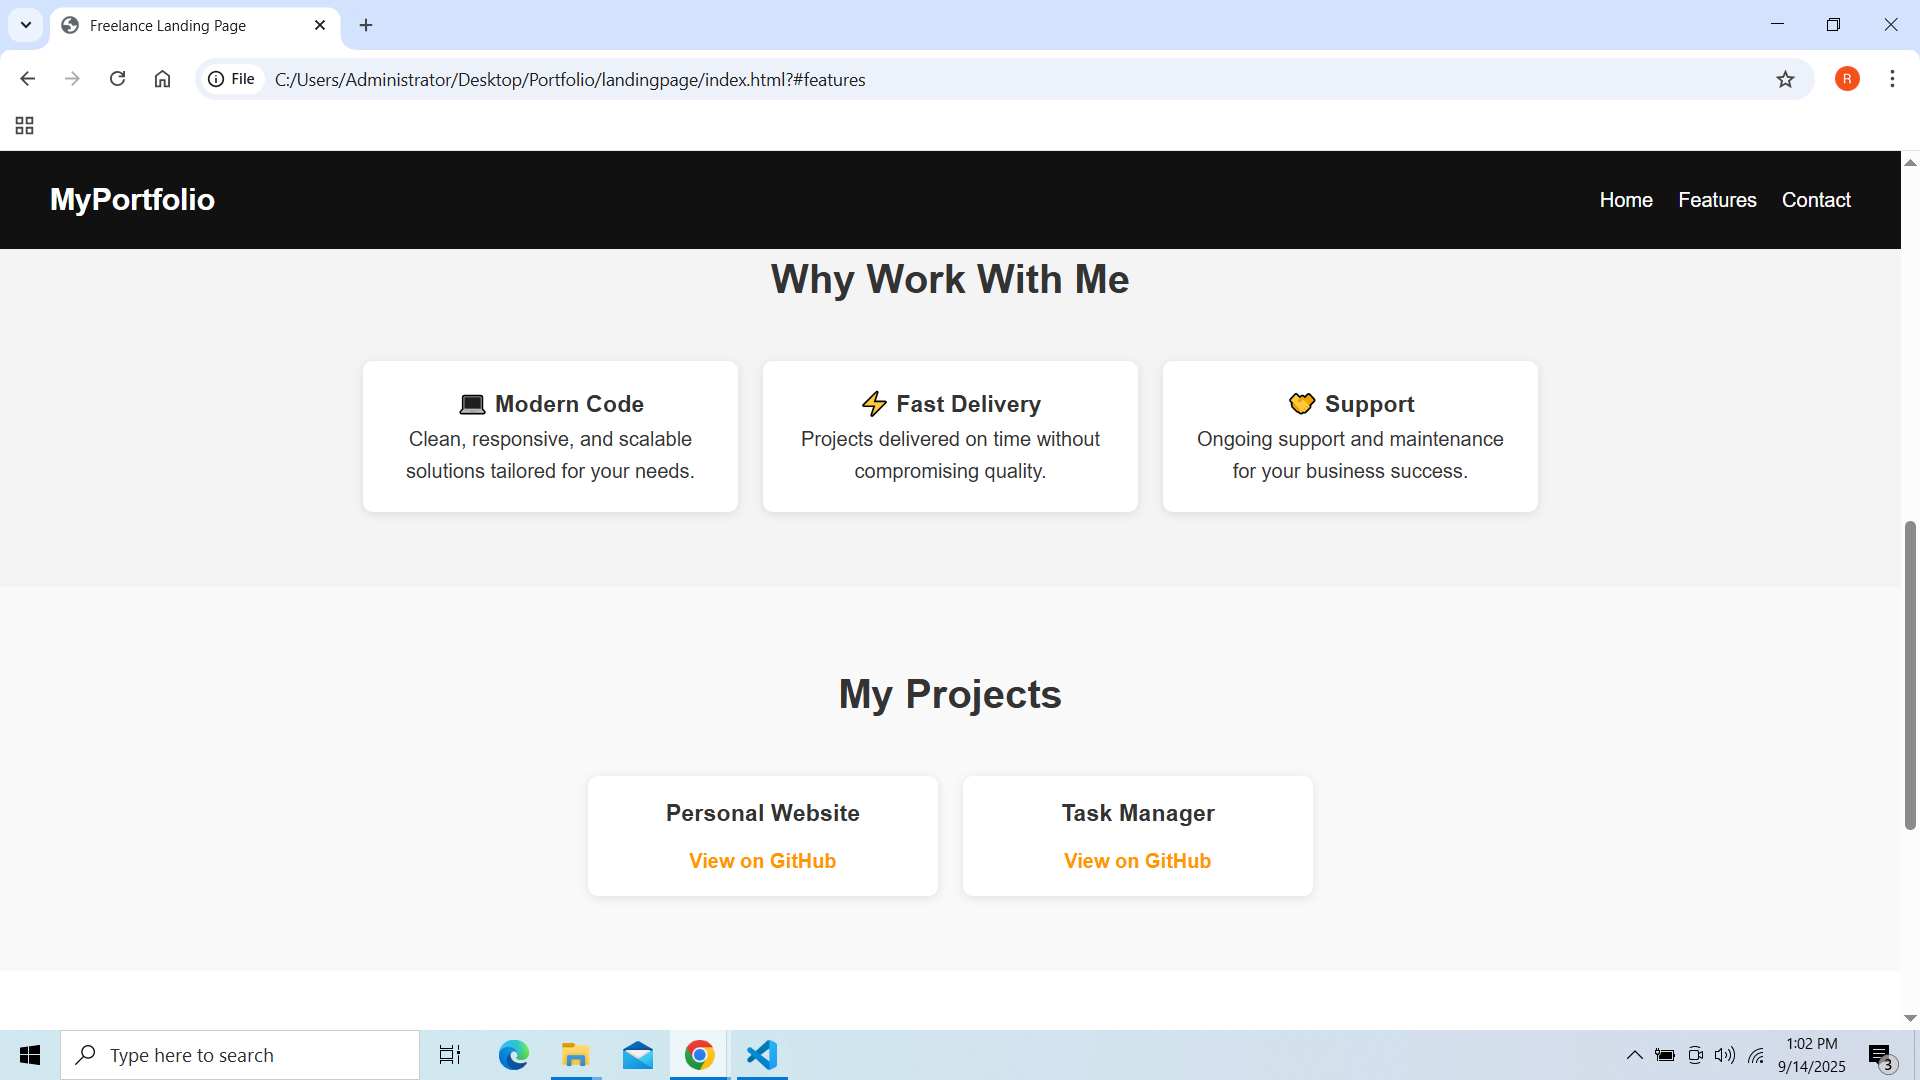 Freelance Landing Page
File
C:/Users/Administrator/Desktop/Portfolio/landingpage/index.html?#features
R
MyPortfolio
Home Features Contact
Why Work With Me
Modern Code
Clean, responsive, and scalable
solutions tailored for your needs.
Fast Delivery
Projects delivered on time without
compromising quality.
Support
Ongoing support and maintenance
for your business success.
My Projects
Personal Website
View on GitHub
Task Manager
View on GitHub
Type here to search
1:02 PM
9/14/2025
3